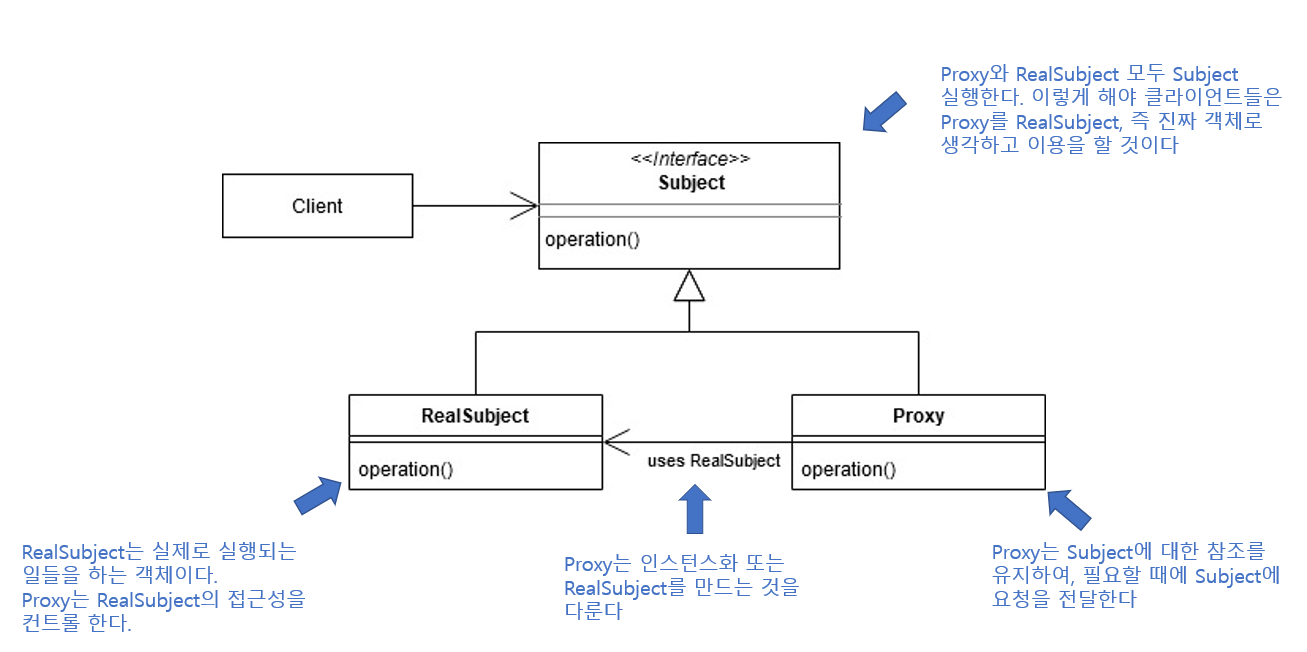 Proxy와 RealSubject 모두 Subject
실행한다. 이렇게 해야 클라이언트들은
Proxy를 RealSubject, 즉 진짜 객체로
생각하고 이용을 할 것이다
<<Interface>>
Subject
operation()
Client
RealSubject
operation()
uses RealSubject
Proxy
operation()
RealSubject는 실제로 실행되는
일들을 하는 객체이다.
Proxy는 RealSubject의 접근성을
컨트롤 한다.
Proxy는 인스턴스화 또는
RealSubject를 만드는 것을
다룬다
Proxy는 Subject에 대한 참조를
유지하여, 필요할 때에 Subject에
요청을 전달한다